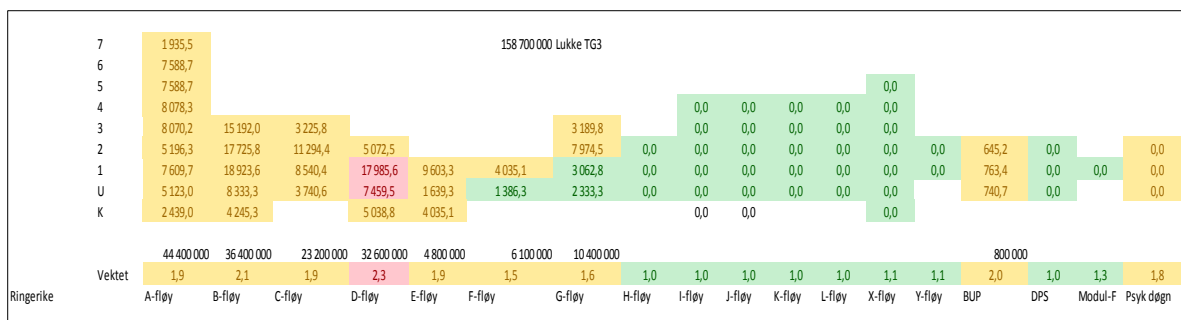 7 1 935,5 158 700 000 Lukke TG3
6 7 588,7
5 7 588,7 0,0
4 8 078,3 0,0 0,0 0,0 0,0 0,0
3 8 070,2 15 192,0 3 225,8 3 189,8 0,0 0,0 0,0 0,0 0,0
2 5 196,3 17 725,8 11 294,4 5 072,5 7 974,5 0,0 0,0 0,0 0,0 0,0 0,0 0,0 645,2 0,0 0,0
1 7 609,7 18 923,6 8 540,4 17 985,6 9 603,3 4 035,1 3 062,8 0,0 0,0 0,0 0,0 0,0 0,0 0,0 763,4 0,0 0,0 0,0
U 5 123,0 8 333,3 3 740,6 7 459,5 1 639,3 1 386,3 2 333,3 0,0 0,0 0,0 0,0 0,0 0,0 740,7 0,0 0,0
K 2 439,0 4 245,3 5 038,8 4 035,1 0,0 0,0 0,0
44 400 000 36 400 000 23 200 000 32 600 000 4 800 000 6 100 000 10 400 000 800 000
Vektet 1,9 2,1 1,9 2,3 1,9 1,5 1,6 1,0 1,0 1,0 1,0 1,0 1,1 1,1 2,0 1,0 1,3 1,8
Ringerike A-fløy B-fløy C-fløy D-fløy E-fløy F-fløy G-fløy H-fløy I-fløy J-fløy K-fløy L-fløy X-fløy Y-fløy BUP DPS Modul-F Psyk døgn